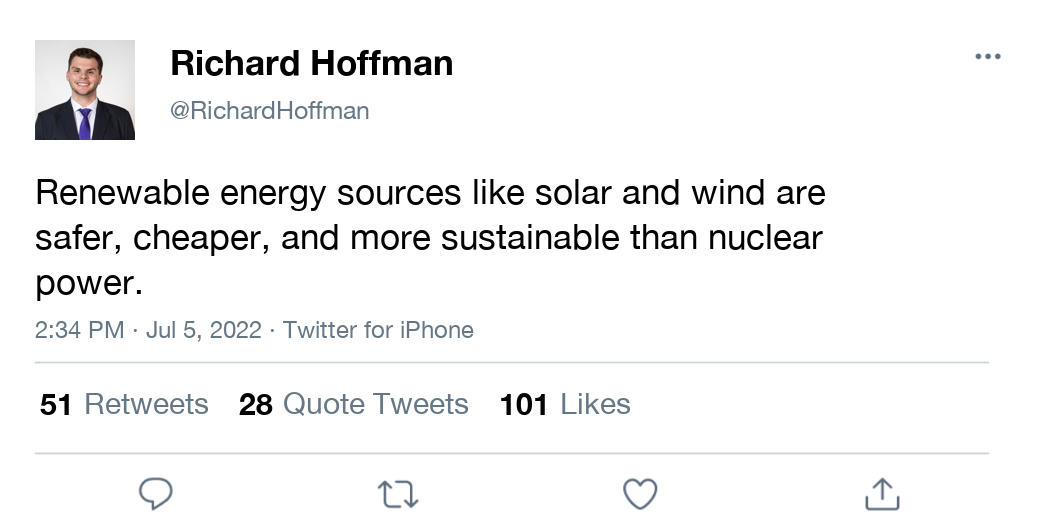 Richard Hoffman
@RichardHoffman
Renewable energy sources like solar and wind are
safer, cheaper, and more sustainable than nuclear
power.
2:34 PM · Jul 5, 2022 · Twitter for iPhone
51 Retweets 28 Quote Tweets 101 Likes